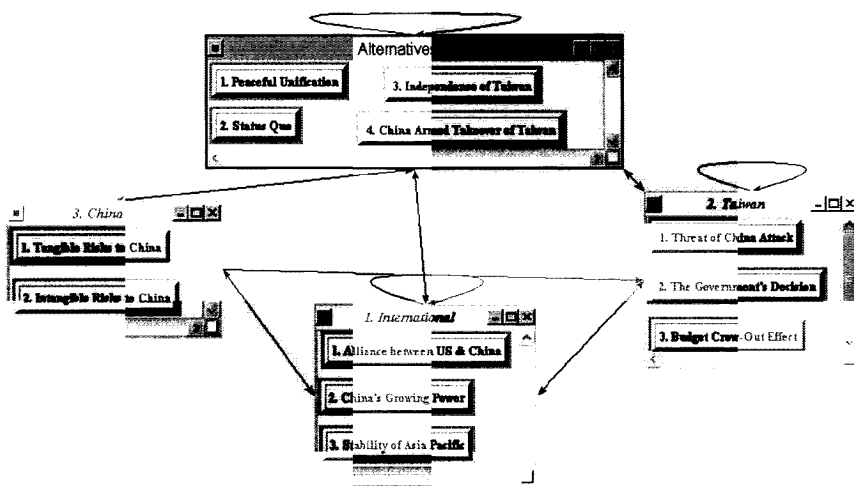 Alternatives
1. Peaceful Unification
3. Independence of Taiwan
2. Status Quo
4. China Armed Takeover of Taiwan
3. China
1. Tangible Risks to China
2. Intangible Risks to China
2. Taiwan
1. Threat of China Attack
2. The Government's Decision
3. Budget Crow-Out Effect
1. International
1. Alliance between US & China
2. China's Growing Power
3. Stability of Asia Pacific